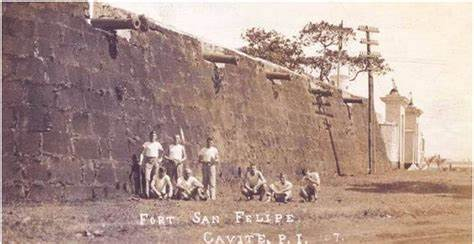 FORT SAN FELIPE
CAVITE, P. I.